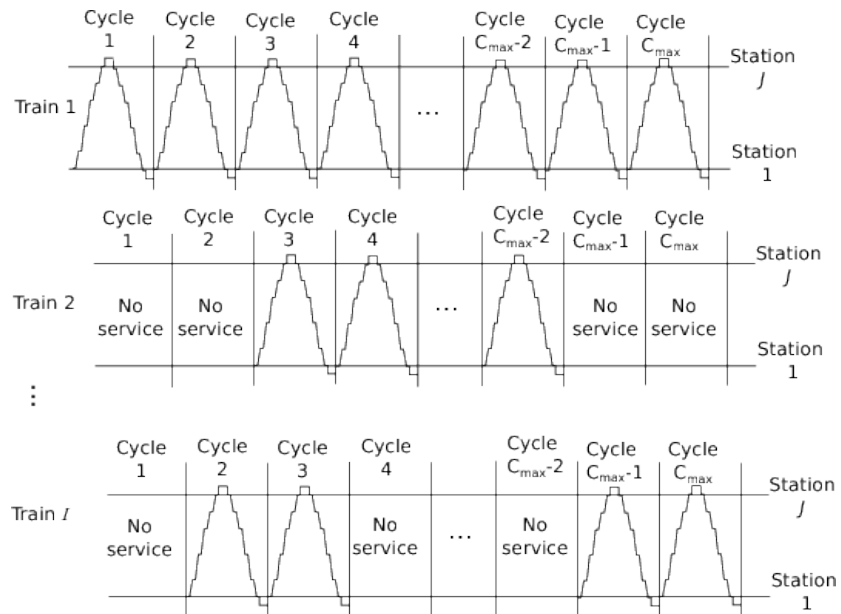 Cycle 1
Cycle 2
Cycle 3
Cycle 4
Cycle Cmax-2
Cycle Cmax-1
Cycle Cmax
Station J
Train 1
...
Station 1
Cycle 1
Cycle 2
Cycle 3
Cycle 4
Cycle Cmax-2
Cycle Cmax-1
Cycle Cmax
Station J
Train 2
No service
No service
...
No service
No service
Station 1
⋮
Cycle 1
Cycle 2
Cycle 3
Cycle 4
Cycle Cmax-2
Cycle Cmax-1
Cycle Cmax
Station J
Train I
No service
No service
...
No service
Station 1